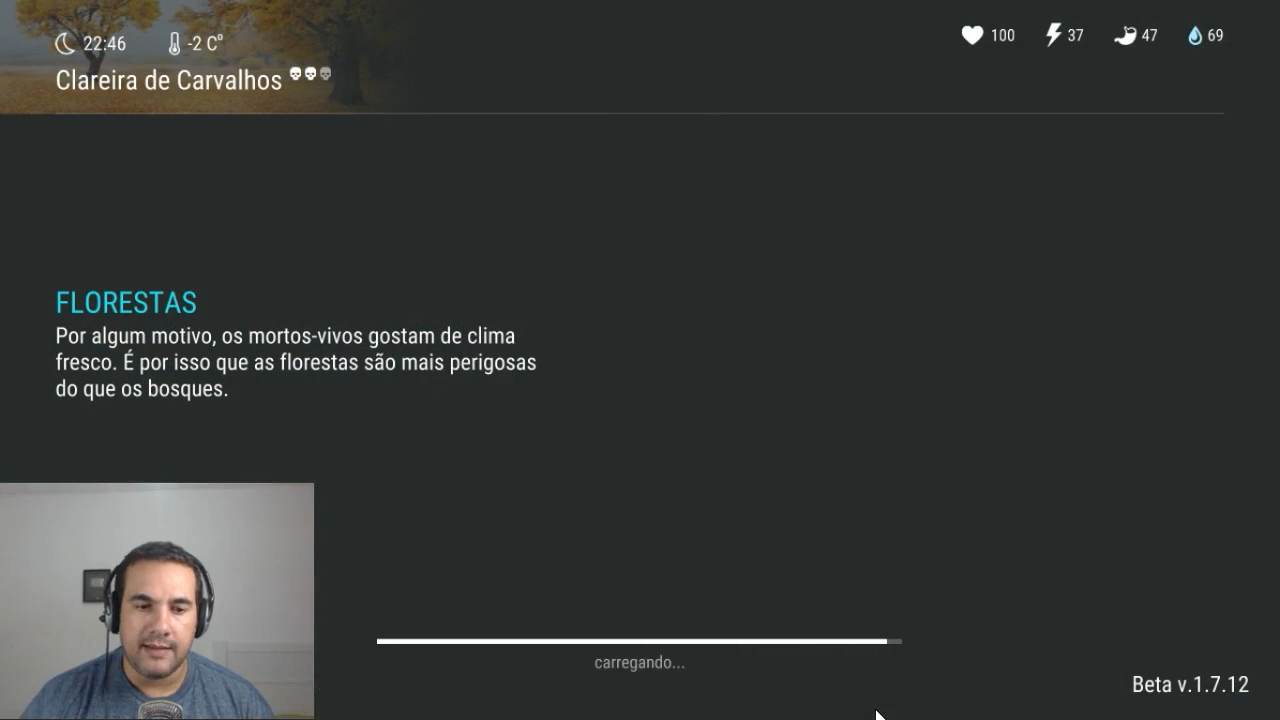 22:46 -2 Cº
100 37 47 69
Clareira de Carvalhos
FLORESTAS
Por algum motivo, os mortos-vivos gostam de clima
fresco. É por isso que as florestas são mais perigosas
do que os bosques.
carregando...
Beta v.1.7.12